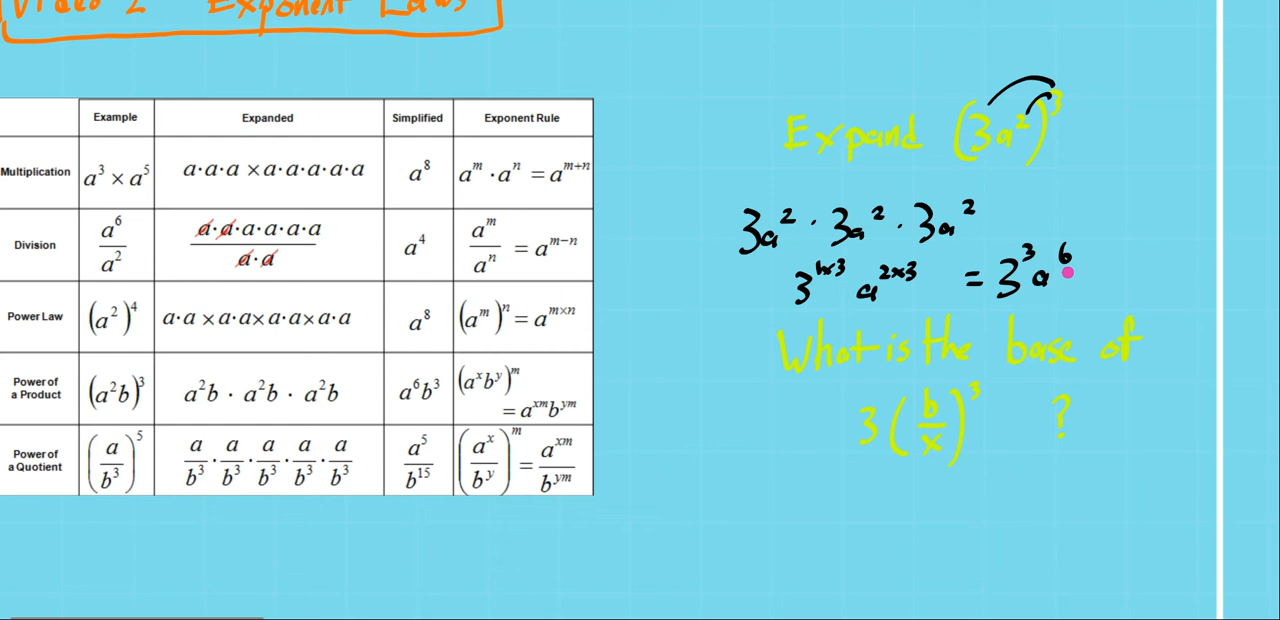 Video 2 Exponent Laws
Example Expanded Simplified Exponent Rule
Multiplication a³ × a⁵ a·a·a × a·a·a·a·a a⁸ aᵐ · aⁿ = aᵐ⁺ⁿ
Division a⁶/a² a·a·a·a·a·a/a·a a⁴ aᵐ/aⁿ = aᵐ⁻ⁿ
Power Law (a²)⁴ a·a × a·a × a·a × a·a a⁸ (aᵐ)ⁿ = aᵐˣⁿ
Power of
a Product (a²b)³ a²b · a²b · a²b a⁶b³ (aˣbʸ)ᵐ
= aˣᵐbʸᵐ
Power of
a Quotient (a/b³)⁵ a/b³ · a/b³ · a/b³ · a/b³ · a/b³ a⁵/b¹⁵ (aˣ/bʸ)ᵐ = aˣᵐ/bʸᵐ
Expand (3a²)³
3a² · 3a² · 3a²
3¹ˣ³ a²ˣ³ = 3³a⁶
What is the base of
3(b/x)³ ?